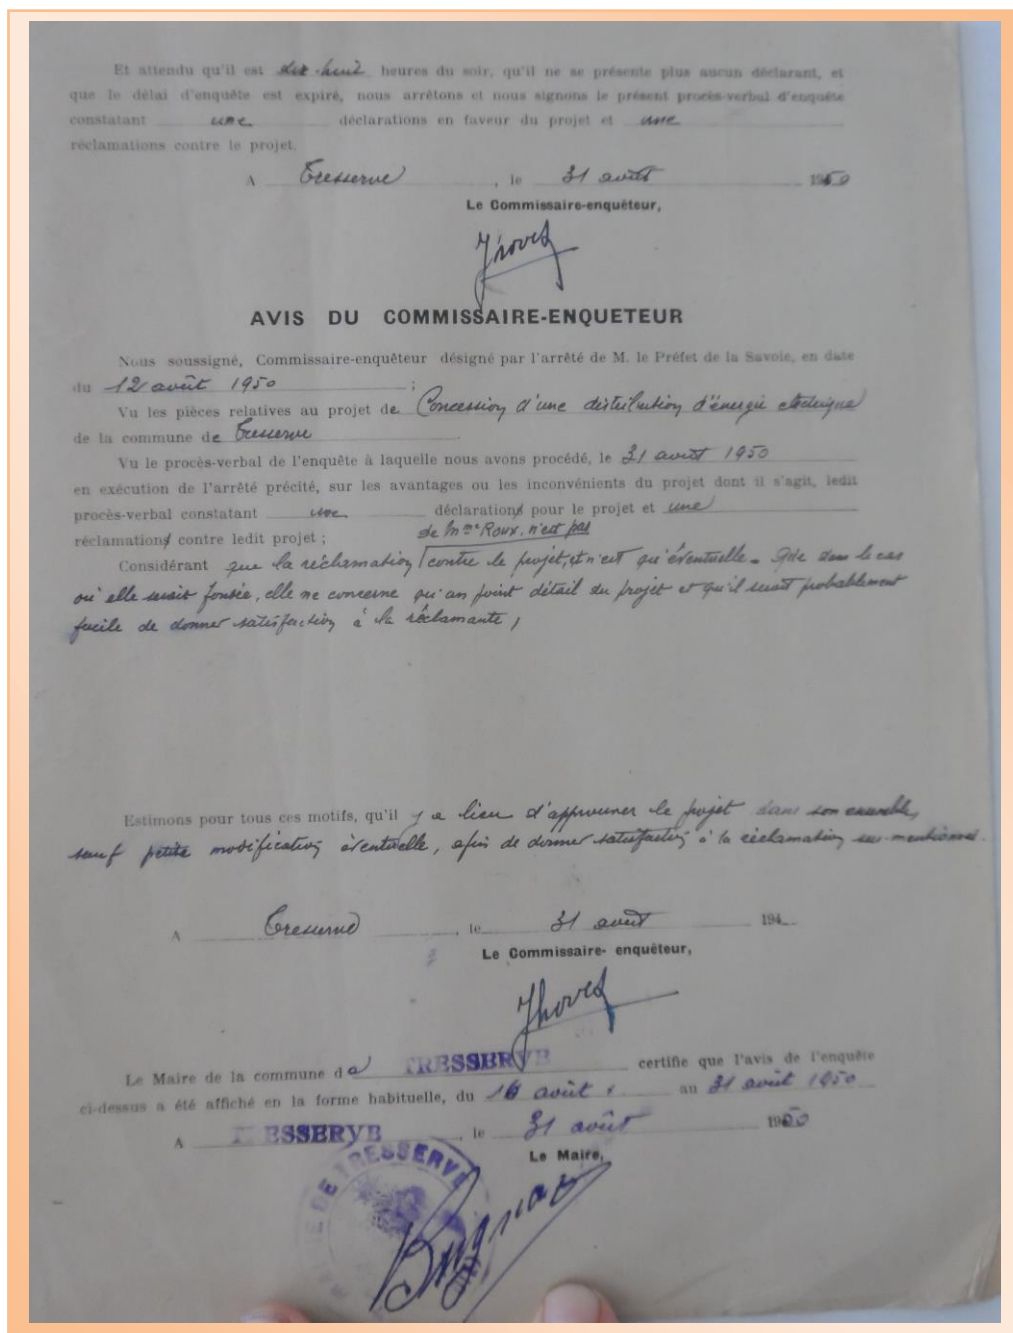 Et attendu qu'il est dix huit heures du soir, qu'il ne se présente plus aucun déclarant, et
que le délai d'enquête est expiré, nous arrêtons et nous signons le présent procès-verbal d'enquête
constatant une déclarations en faveur du projet et une
réclamations contre le projet.
A Tresserve, le 31 août 1950
Le Commissaire-enquêteur,
AVIS DU COMMISSAIRE-ENQUETEUR
Nous soussigné, Commissaire-enquêteur désigné par l'arrêté de M. le Préfet de la Savoie, en date
du 12 août 1950 ;
Vu les pièces relatives au projet de Concession d'une distribution d'énergie electrique
de la commune de Tresserve
Vu le procès-verbal de l'enquête à laquelle nous avons procédé, le 31 août 1950
en exécution de l'arrêté précité, sur les avantages ou les inconvénients du projet dont il s'agit, ledit
procès-verbal constatant une déclaration pour le projet et une
réclamation contre ledit projet ; de Mme Roux, n'est pas
Considérant que la réclamation contre le projet, et n'est qu'éventuelle. Que dans le cas
où elle serait fondée, elle ne concerne qu'un point détail du projet et qu'il serait probablement
facile de donner satisfaction à la réclamante,
Estimons pour tous ces motifs, qu'il y a lieu d'approuver le projet dans son ensemble,
sauf petite modification éventuelle, afin de donner satisfaction à la réclamation sus-mentionnée.
A Tresserve, le 31 août 194
Le Commissaire-enquêteur,
Le Maire de la commune de TRESSERVE certifie que l'avis de l'enquête
ci-dessus a été affiché en la forme habituelle, du 16 août au 31 août 1950
A TRESSERVE, le 31 août 1950
Le Maire,
MAIRIE DE TRESSERVE